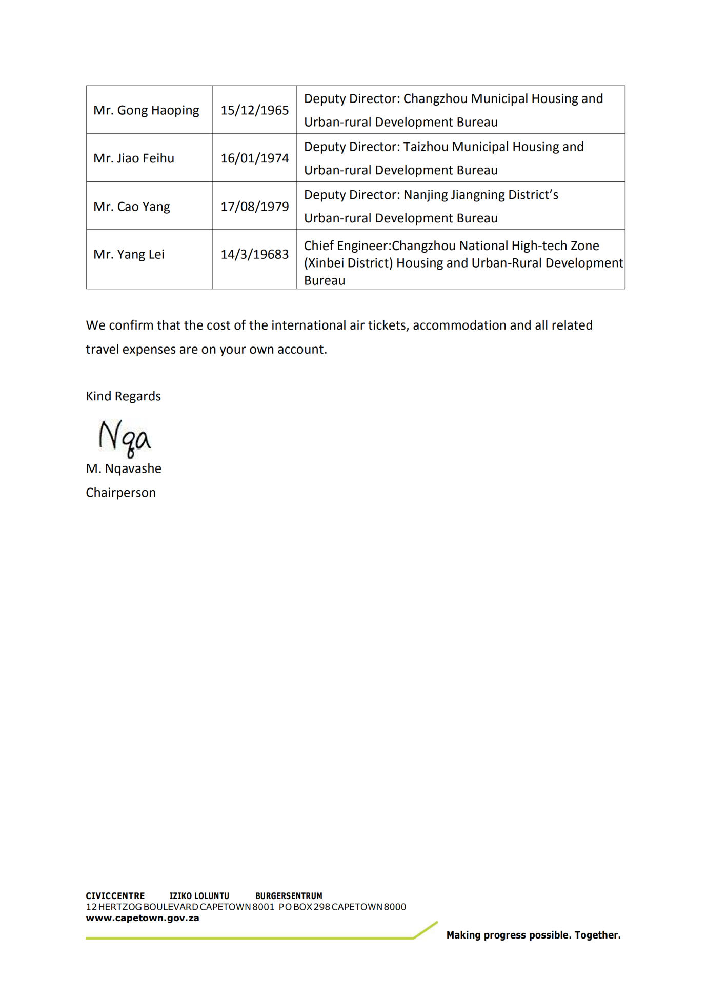 Mr. Gong Haoping 15/12/1965 Deputy Director: Changzhou Municipal Housing and
Urban-rural Development Bureau
Mr. Jiao Feihu 16/01/1974 Deputy Director: Taizhou Municipal Housing and
Urban-rural Development Bureau
Mr. Cao Yang 17/08/1979 Deputy Director: Nanjing Jiangning District’s
Urban-rural Development Bureau
Mr. Yang Lei 14/3/19683 Chief Engineer:Changzhou National High-tech Zone
(Xinbei District) Housing and Urban-Rural Development
Bureau
We confirm that the cost of the international air tickets, accommodation and all related
travel expenses are on your own account.
Kind Regards
Nqa
M. Nqavashe
Chairperson
CIVICCENTRE IZIKO LOLUNTU BURGERSENTRUM
12 HERTZOG BOULEVARD CAPETOWN 8001 PO BOX 298 CAPETOWN 8000
www.capetown.gov.za
Making progress possible. Together.